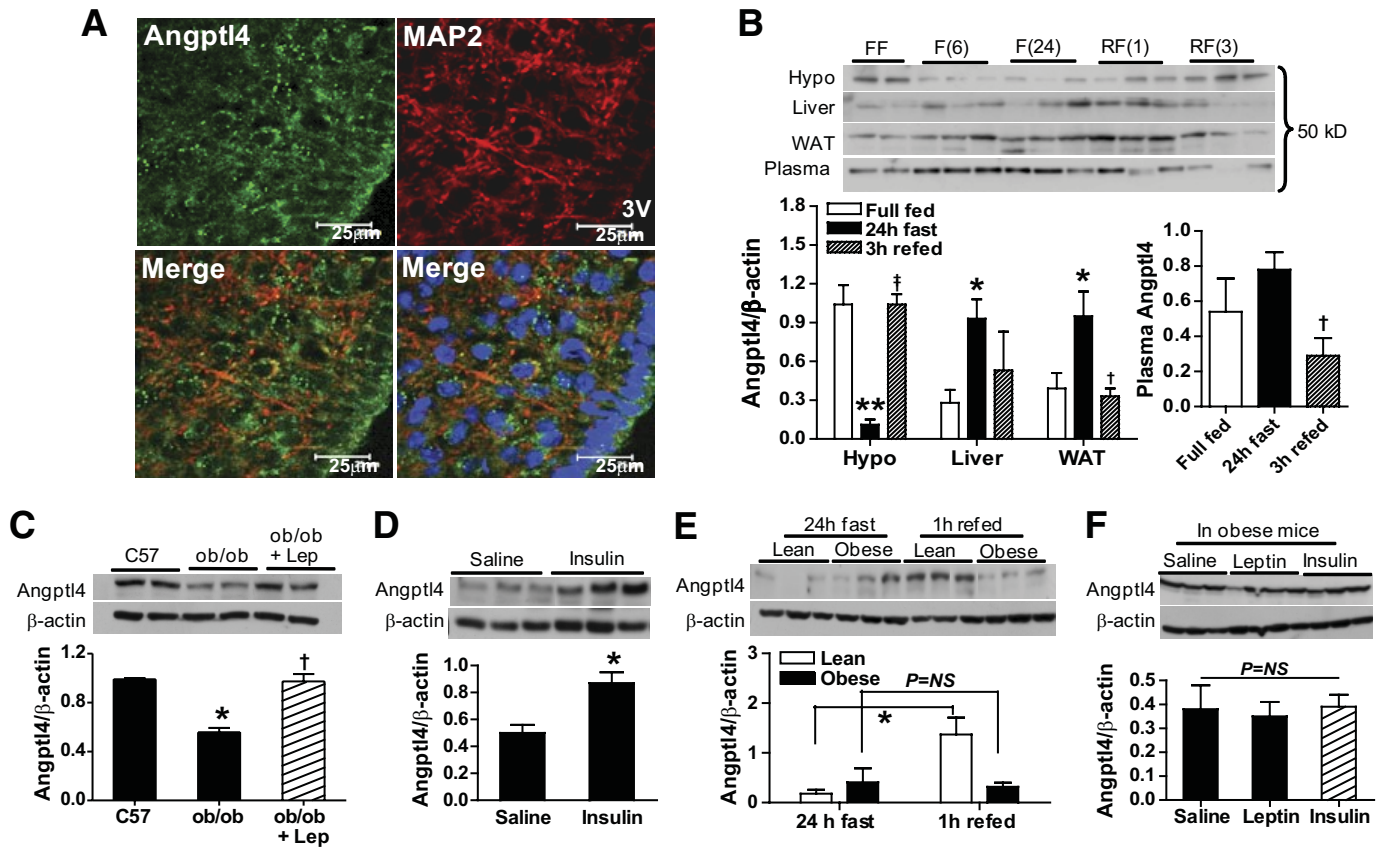 A
Angptl4
MAP2
3V
25µm
25µm
Merge
Merge
25µm
25µm
B
FF F(6) F(24) RF(1) RF(3)
Hypo
Liver
WAT
Plasma
50 kD
Angptl4/β-actin
1.8
1.5
1.2
0.9
0.6
0.3
0.0
Full fed
24h fast
3h refed
**
‡
*
*
†
Hypo Liver WAT
Plasma Angptl4
1.0
0.8
0.6
0.4
0.2
0.0
†
Full fed
24h fast
3h refed
C
C57 ob/ob ob/ob
+ Lep
Angptl4
β-actin
Angptl4/β-actin
1.2
0.8
0.4
0.0
*
†
C57 ob/ob ob/ob
+ Lep
D
Saline Insulin
Angptl4
β-actin
Angptl4/β-actin
1.0
0.8
0.6
0.4
0.2
0.0
*
Saline Insulin
E
24h fast 1h refed
Lean Obese Lean Obese
Angptl4
β-actin
Angptl4/β-actin
3
2
1
0
Lean
Obese
P=NS
*
24 h fast 1h refed
F
In obese mice
Saline Leptin Insulin
Angptl4
β-actin
Angptl4/β-actin
0.5
0.4
0.3
0.2
0.1
0.0
P=NS
Saline Leptin Insulin